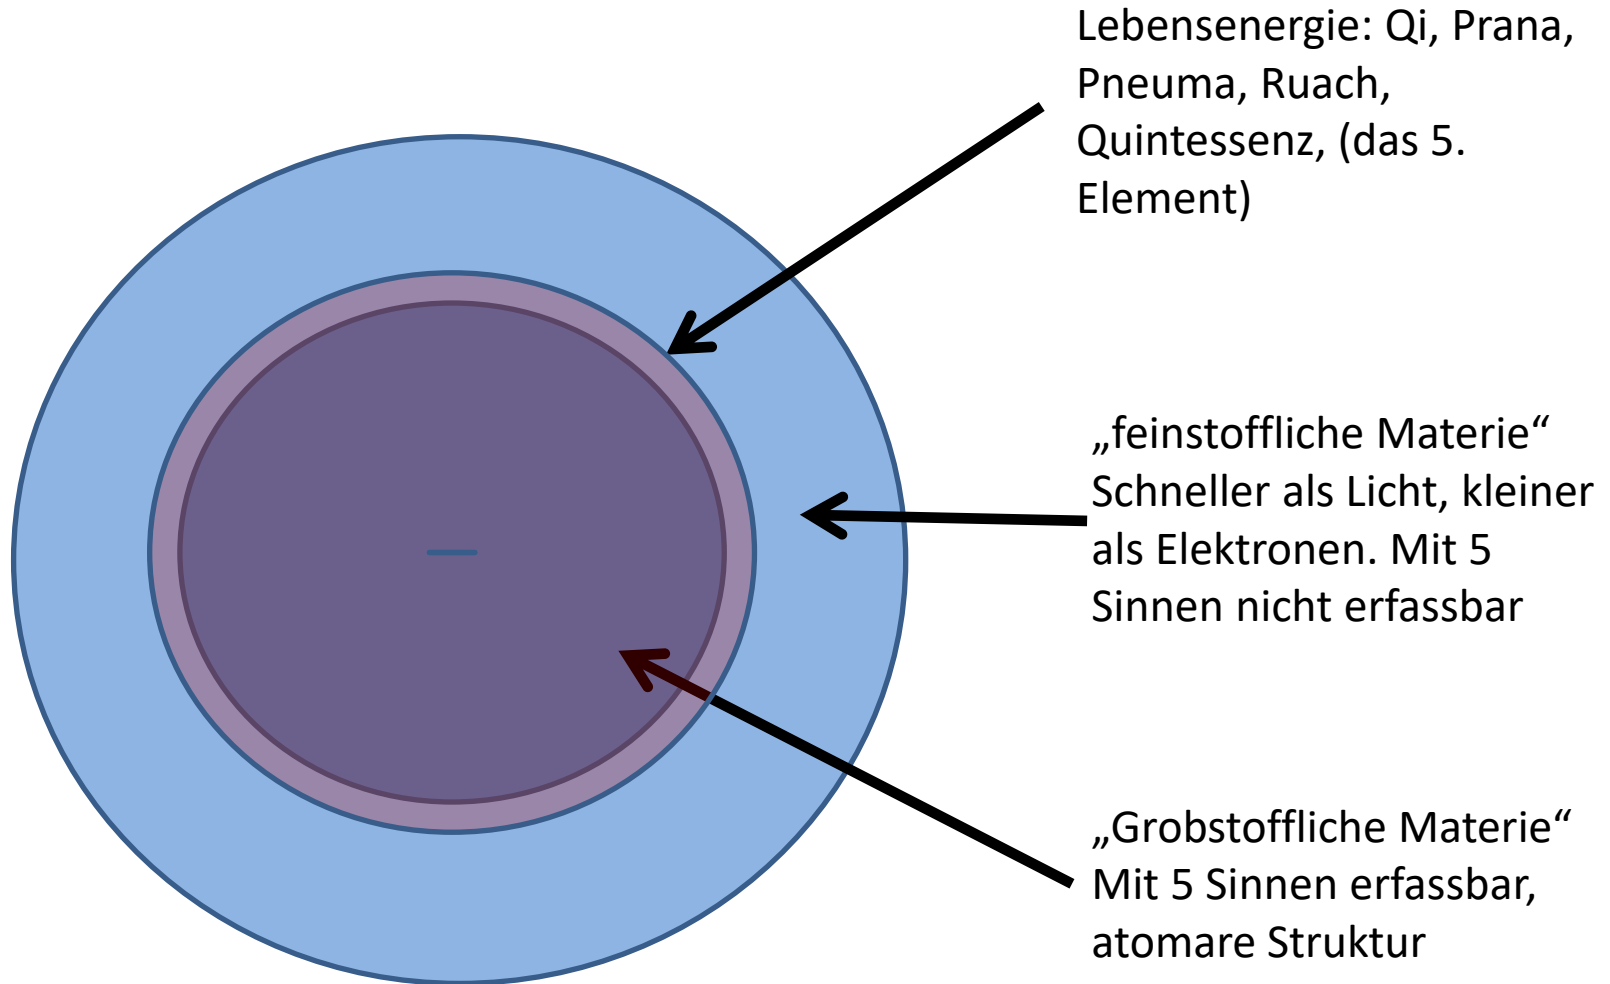 Lebensenergie: Qi, Prana,
Pneuma, Ruach,
Quintessenz, (das 5.
Element)
„feinstoffliche Materie“
Schneller als Licht, kleiner
als Elektronen. Mit 5
Sinnen nicht erfassbar
„Grobstoffliche Materie“
Mit 5 Sinnen erfassbar,
atomare Struktur